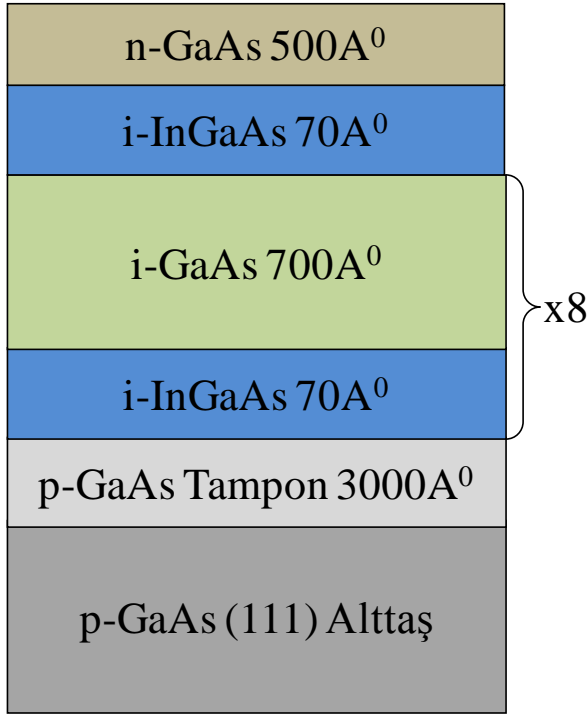 n-GaAs 500A⁰
i-InGaAs 70A⁰
i-GaAs 700A⁰
x8
i-InGaAs 70A⁰
p-GaAs Tampon 3000A⁰
p-GaAs (111) Alttaş